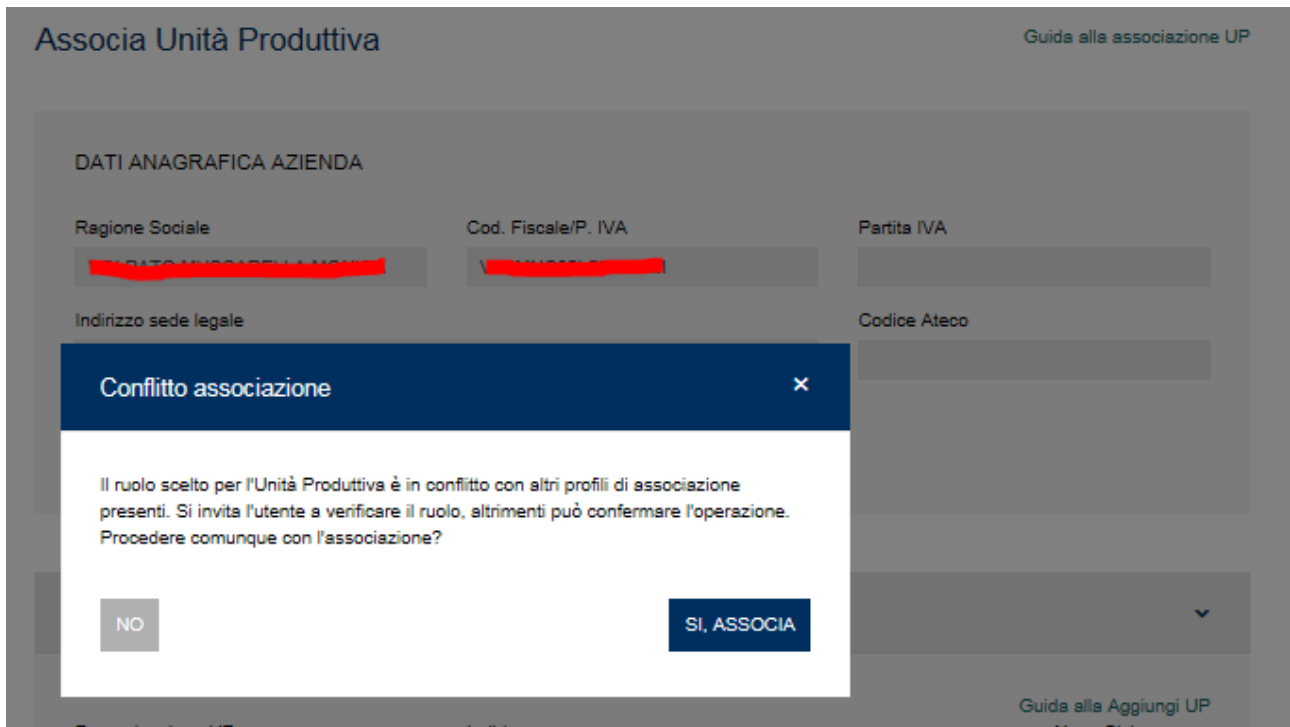 Associa Unità Produttiva
Guida alla associazione UP
DATI ANAGRAFICA AZIENDA
Ragione Sociale
Cod. Fiscale/P. IVA
Partita IVA
Indirizzo sede legale
Codice Ateco
Conflitto associazione
×
Il ruolo scelto per l'Unità Produttiva è in conflitto con altri profili di associazione
presenti. Si invita l'utente a verificare il ruolo, altrimenti può confermare l'operazione.
Procedere comunque con l'associazione?
NO
SI, ASSOCIA
Guida alla Aggiungi UP